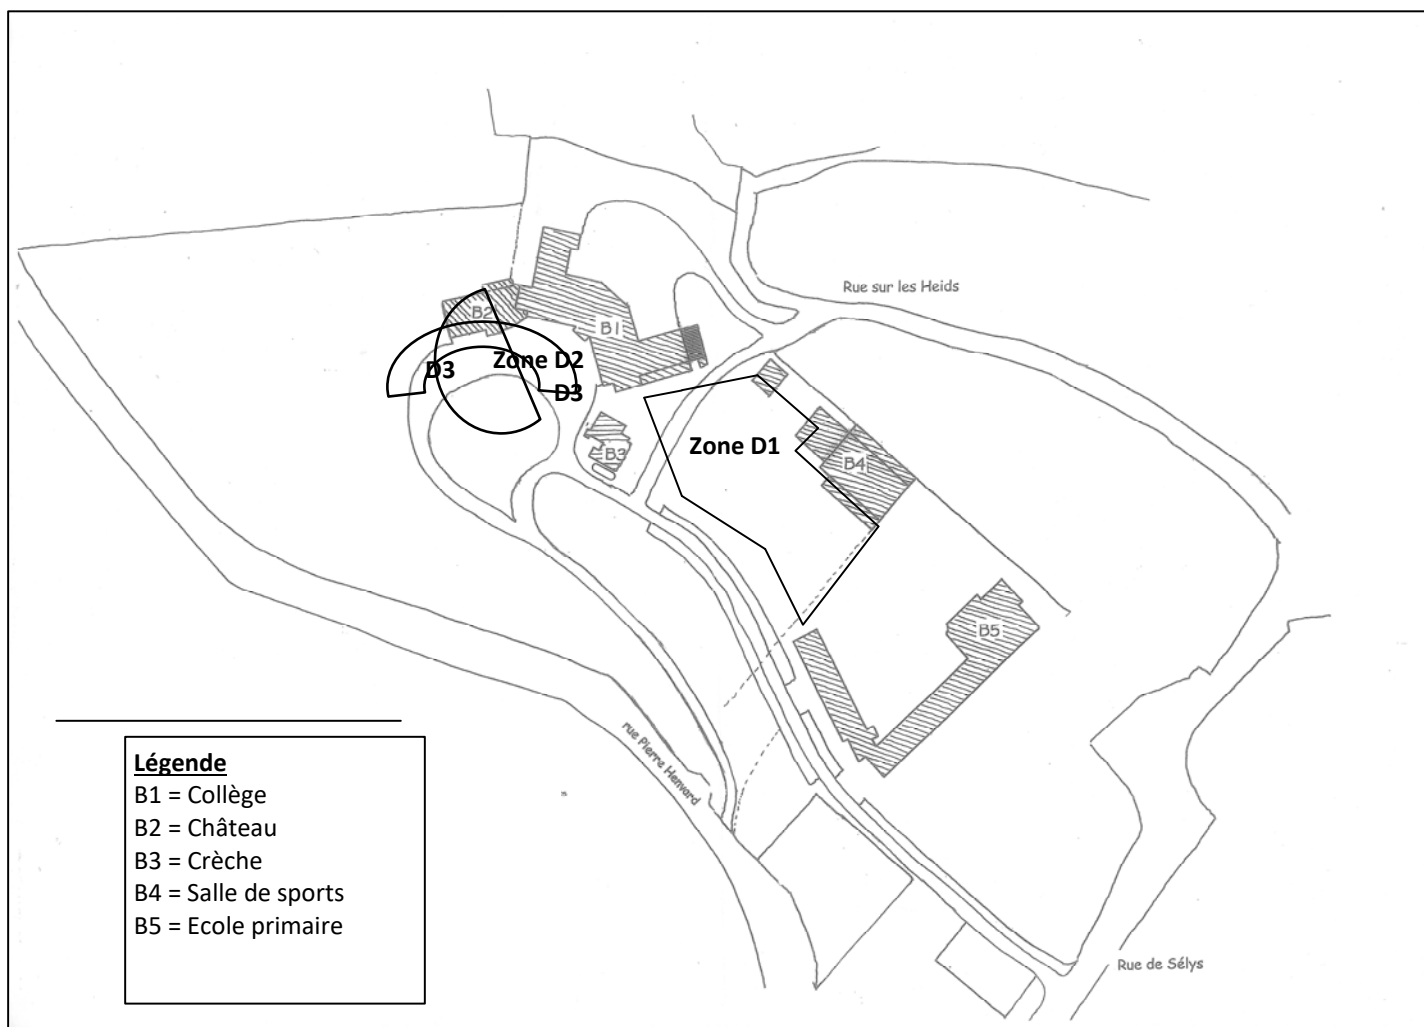 Rue sur les Heids
B2
B1
Zone D2
D3
D3
B3
Zone D1
B4
B5
rue Pierre Henvard
Rue de Sélys
Légende
B1 = Collège
B2 = Château
B3 = Crèche
B4 = Salle de sports
B5 = Ecole primaire